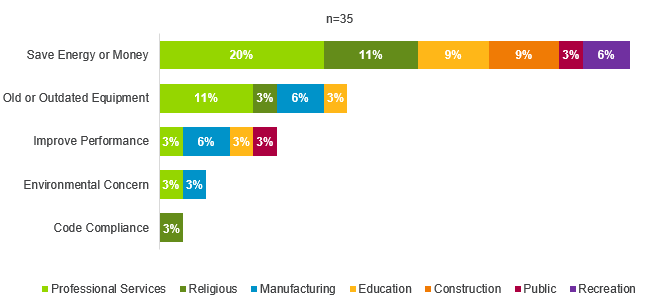 n=35
Save Energy or Money 20% 11% 9% 9% 3% 6%
Old or Outdated Equipment 11% 3% 6% 3%
Improve Performance 3% 6% 3% 3%
Environmental Concern 3% 3%
Code Compliance 3%
Professional Services Religious Manufacturing Education Construction Public Recreation